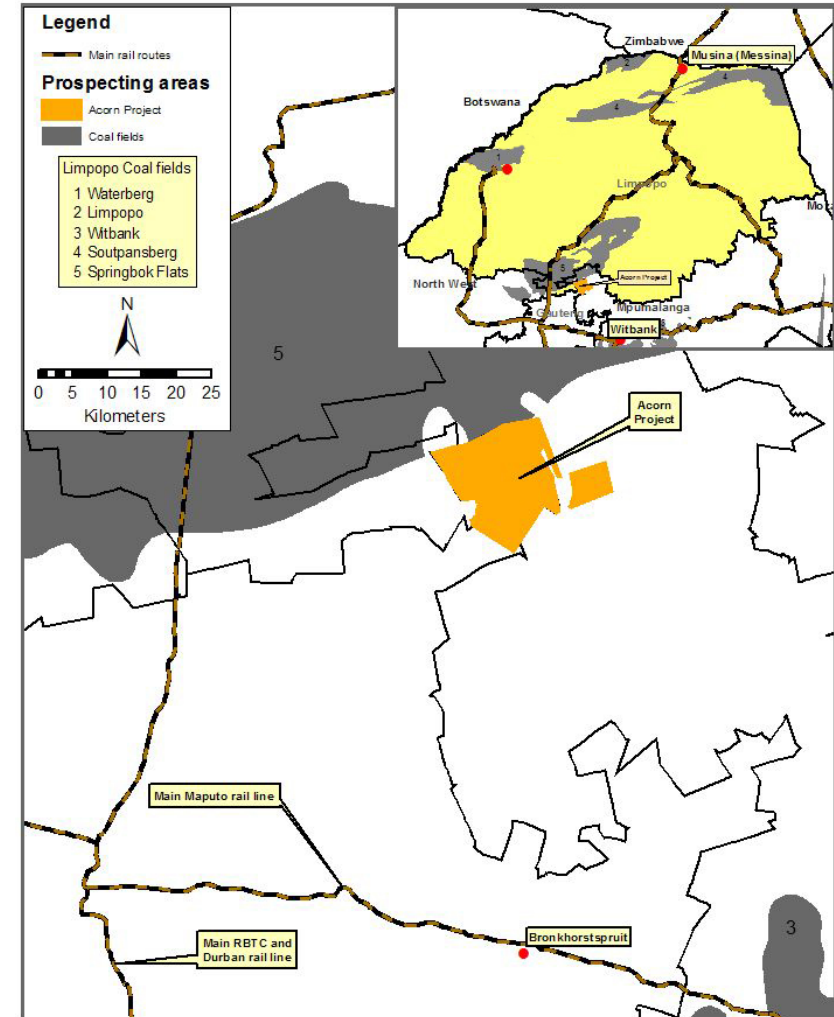 Legend
Main rail routes
Prospecting areas
Acorn Project
Coal fields
Limpopo Coal fields
1 Waterberg
2 Limpopo
3 Witbank
4 Soutpansberg
5 Springbok Flats
N
0 5 10 15 20 25
Kilometers
Zimbabwe
Musina (Messina)
2
4
Botswana
4
1
Limpopo
Moz
5
Acorn Project
North West
Mpumalanga
Gauteng
Witbank
5
Acorn
Project
Main Maputo rail line
Bronkhorstspruit
Main RBTC and
Durban rail line
3